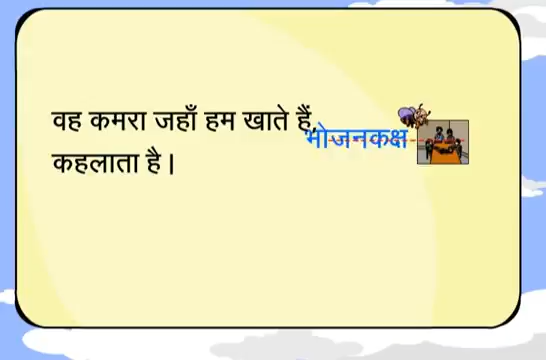 वह कमरा जहाँ हम खाते हैं,
भोजनकक्ष
कहलाता है।